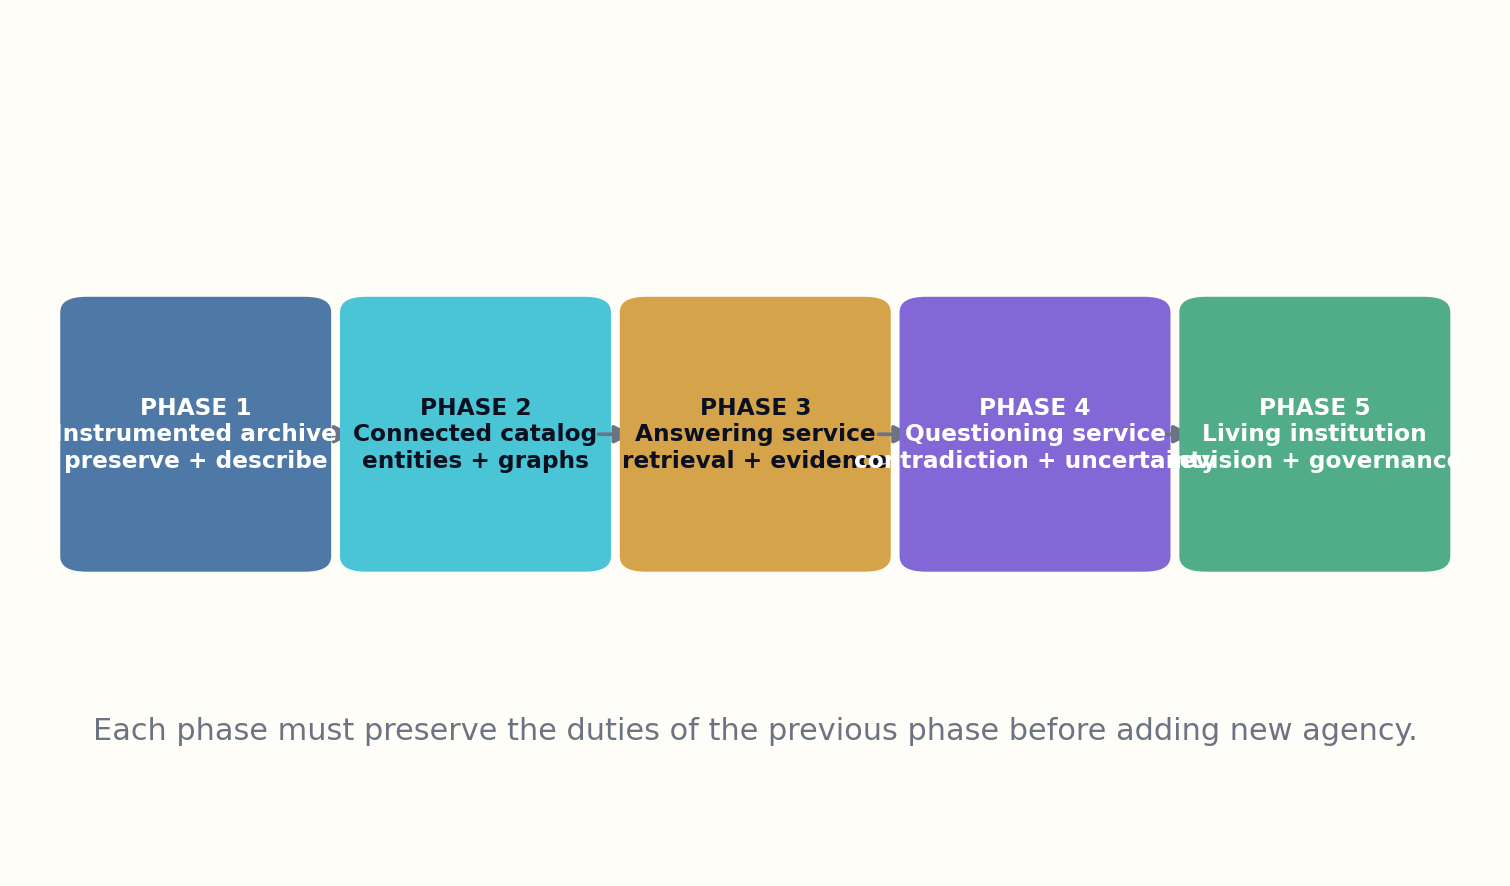 PHASE 1
Instrumented archive
preserve + describe
PHASE 2
Connected catalog
entities + graphs
PHASE 3
Answering service
retrieval + evidence
PHASE 4
Questioning service
contradiction + uncertainty
PHASE 5
Living institution
revision + governance
Each phase must preserve the duties of the previous phase before adding new agency.